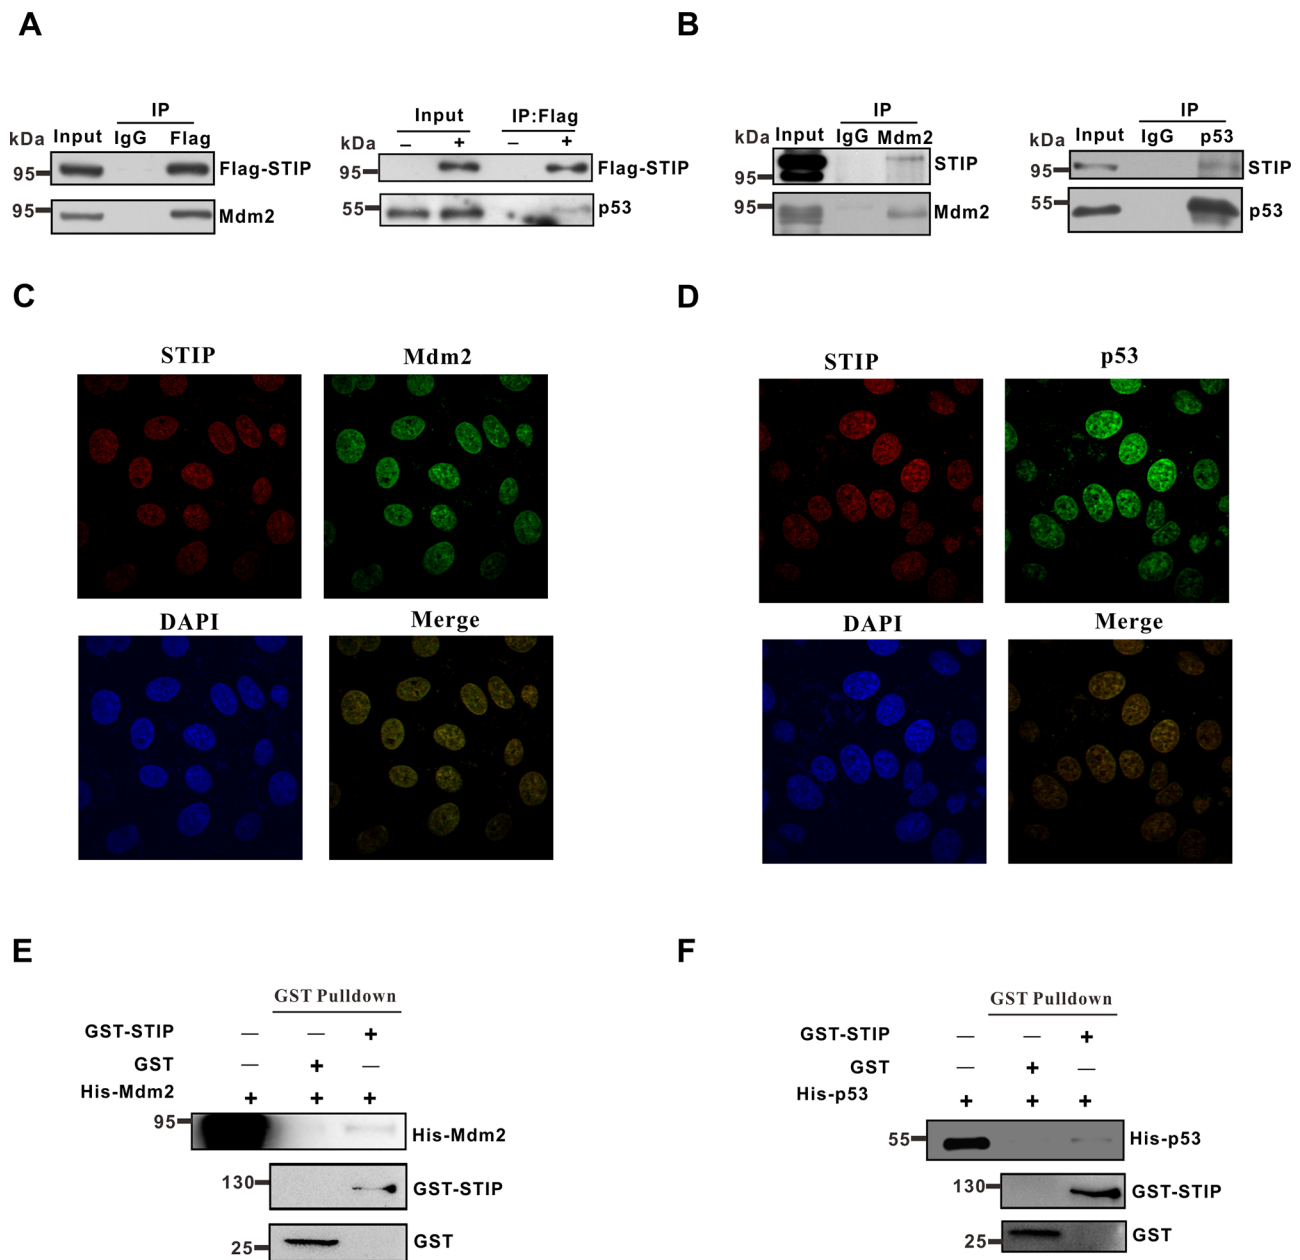 A
IP
kDa Input IgG Flag
95 Flag-STIP
95 Mdm2
Input IP:Flag
kDa – + – +
95 Flag-STIP
55 p53
B
IP
kDa Input IgG Mdm2
95 STIP
95 Mdm2
IP
kDa Input IgG p53
95 STIP
55 p53
C
STIP Mdm2
DAPI Merge
D
STIP p53
DAPI Merge
E
GST Pulldown
GST-STIP — — +
GST — + —
His-Mdm2 + + +
95 His-Mdm2
130 GST-STIP
25 GST
F
GST Pulldown
GST-STIP — — +
GST — + —
His-p53 + + +
55 His-p53
130 GST-STIP
25 GST